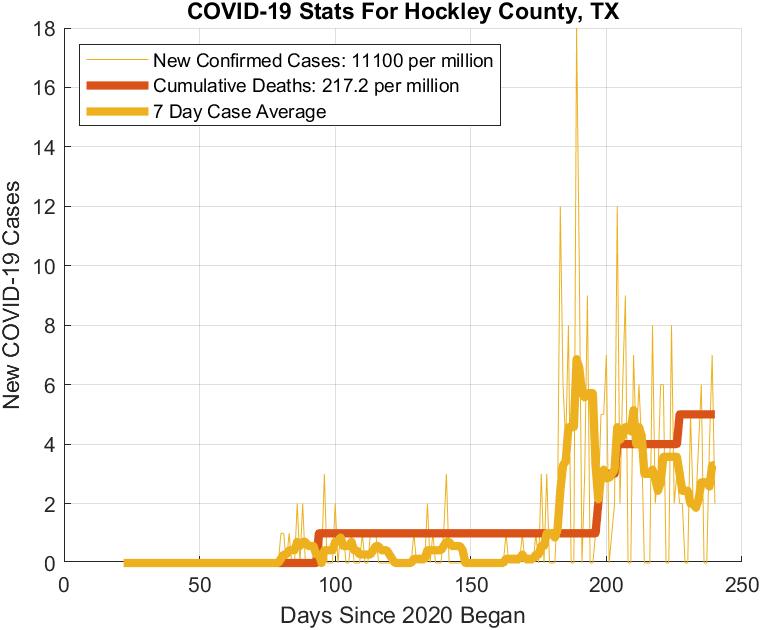 COVID-19 Stats For Hockley County, TX
New Confirmed Cases: 11100 per million
Cumulative Deaths: 217.2 per million
7 Day Case Average
New COVID-19 Cases
18
16
14
12
10
8
6
4
2
0
0 50 100 150 200 250
Days Since 2020 Began